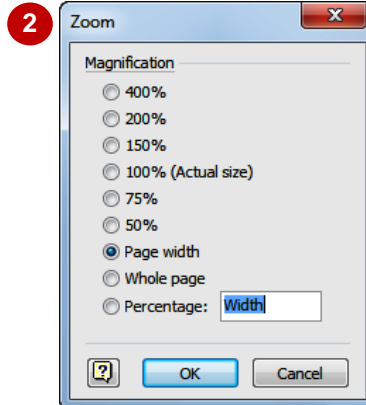 2
Zoom
Magnification
400%
200%
150%
100% (Actual size)
75%
50%
Page width
Whole page
Percentage: Width
? OK Cancel